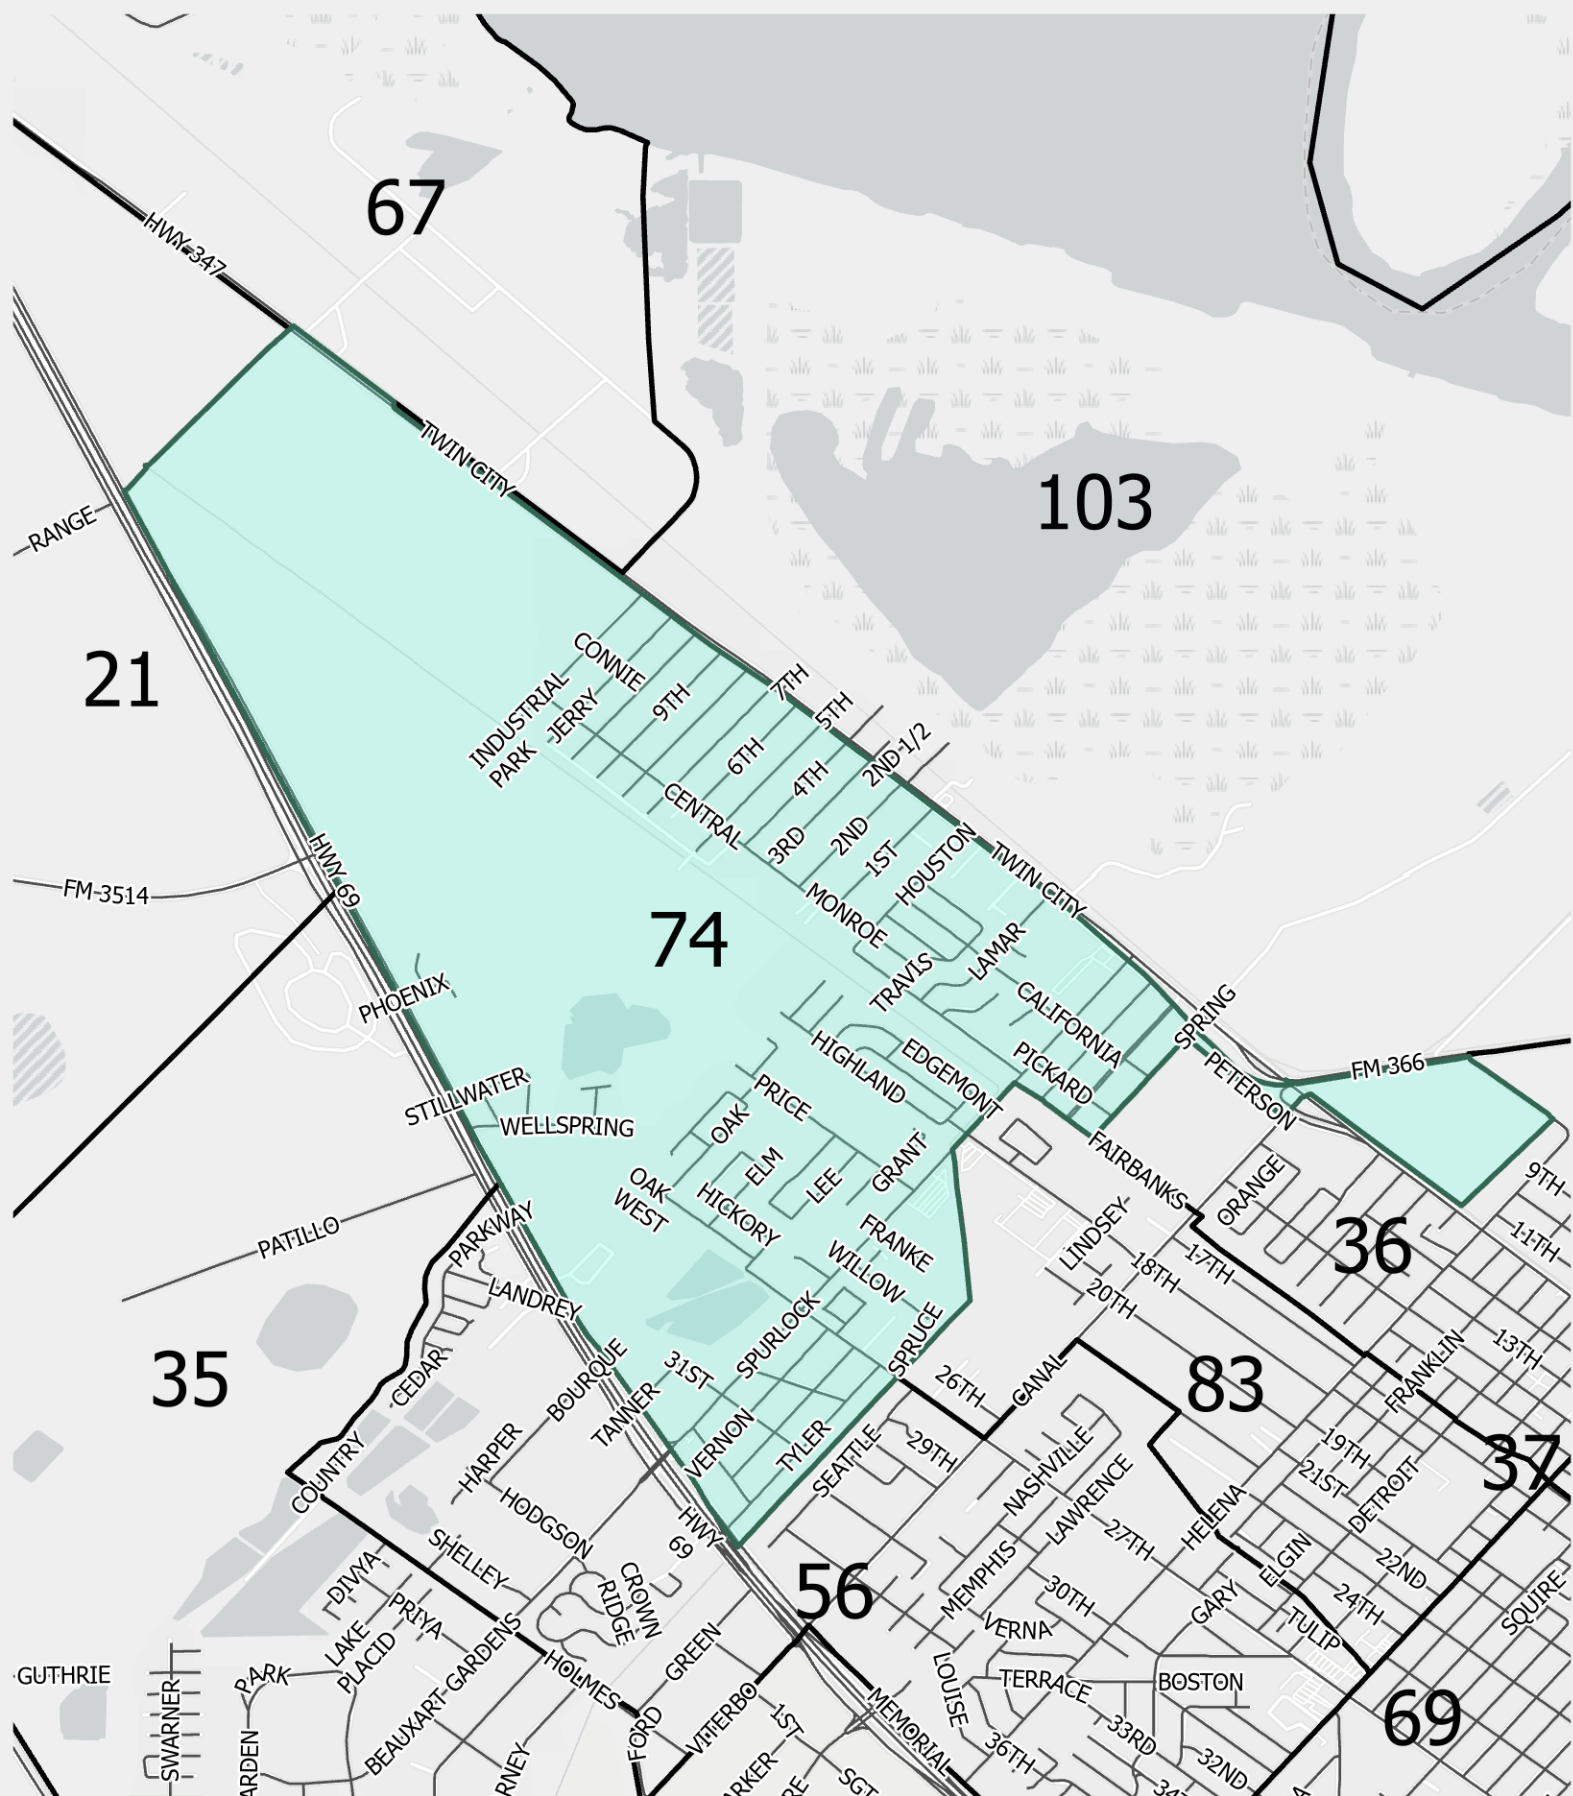 67
HWY 347
TWIN CITY
103
RANGE
21
CONNIE
INDUSTRIAL
PARK
JERRY
9TH
7TH
5TH
6TH
4TH
2ND 1/2
CENTRAL
3RD
2ND
1ST
HOUSTON
TWIN CITY
HWY 69
FM 3514
MONROE
74
TRAVIS
LAMAR
PHOENIX
CALIFORNIA
SPRING
HIGHLAND
EDGEMONT
PICKARD
PETERSON
FM 366
STILLWATER
WELLSPRING
PRICE
OAK
FAIRBANKS
ELM
LEE
GRANT
OAK
WEST
HICKORY
ORANGE
9TH
11TH
PATILLO
PARKWAY
FRANKE
WILLOW
LINDSEY
18TH
17TH
36
20TH
LANDREY
SPURLOCK
SPRUCE
35
CEDAR
BOURQUE
31ST
TANNER
26TH
CANAL
83
FRANKLIN
13TH
HARPER
VERNON
TYLER
SEATTLE
29TH
NASHVILLE
LAWRENCE
19TH
21ST
DETROIT
37
COUNTRY
HODGSON
HWY
69
HELENA
27TH
SHELLEY
DIVYA
PRIYA
LAKE
PLACID
CROWN
RIDGE
56
MEMPHIS
30TH
VERNA
GARY
ELGIN
22ND
24TH
TULIP
SQUIRE
GUTHRIE
PARK
SWARNER
ARDEN
BEAUXART GARDENS
HOLMES
GREEN
FORD
VITERBO
1ST
MEMORIAL
LOUISE
TERRACE
BOSTON
69
33RD
32ND
36TH
RNEY
ARKER
RE
SGT